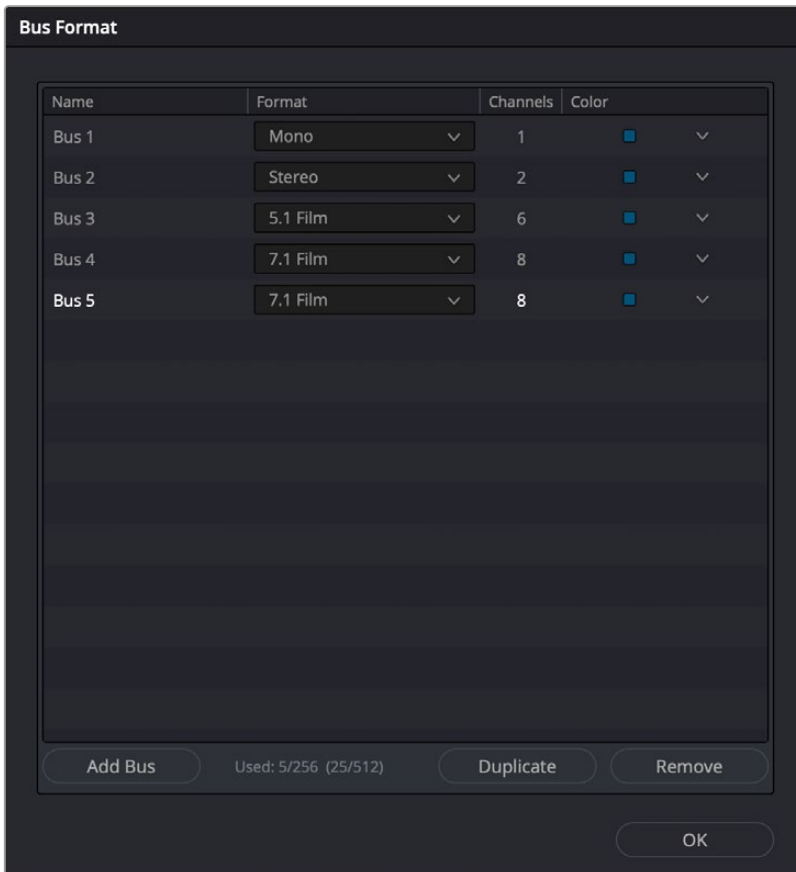 Bus Format
Name Format Channels Color
Bus 1 Mono 1
Bus 2 Stereo 2
Bus 3 5.1 Film 6
Bus 4 7.1 Film 8
Bus 5 7.1 Film 8
Add Bus Used: 5/256 (25/512) Duplicate Remove
OK